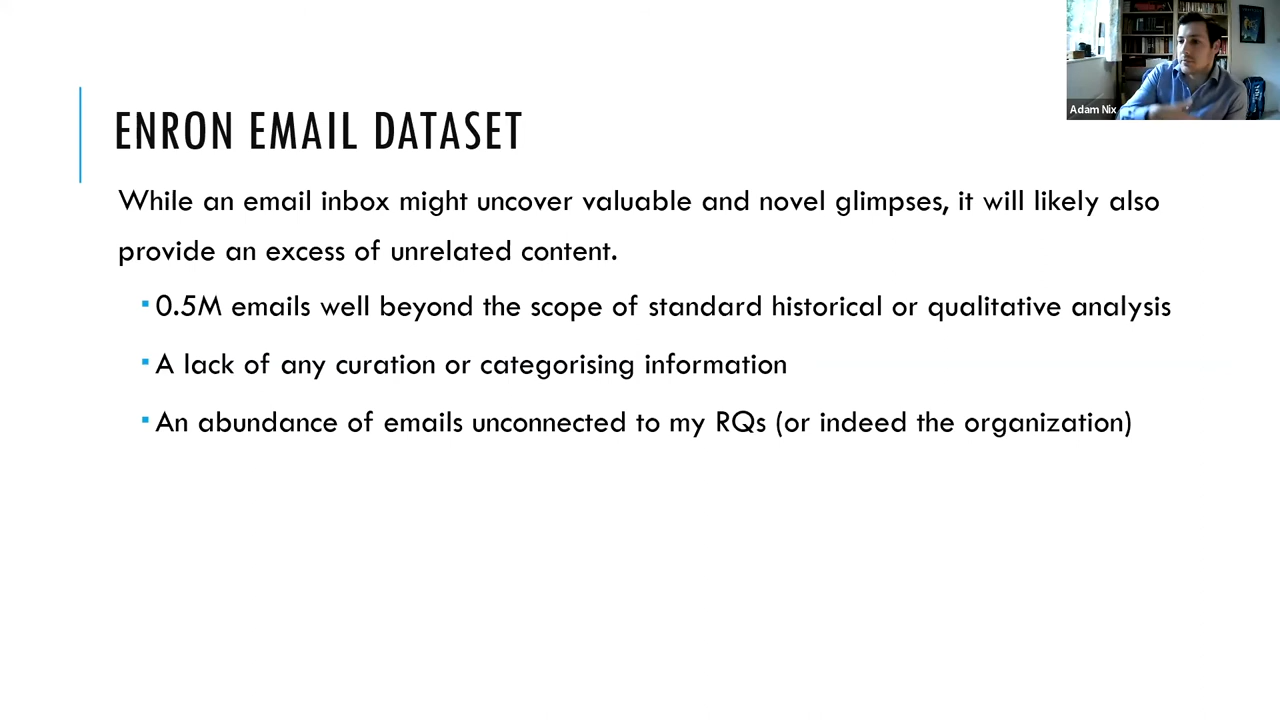 Adam Nix
ENRON EMAIL DATASET
While an email inbox might uncover valuable and novel glimpses, it will likely also
provide an excess of unrelated content.
0.5M emails well beyond the scope of standard historical or qualitative analysis
A lack of any curation or categorising information
An abundance of emails unconnected to my RQs (or indeed the organization)